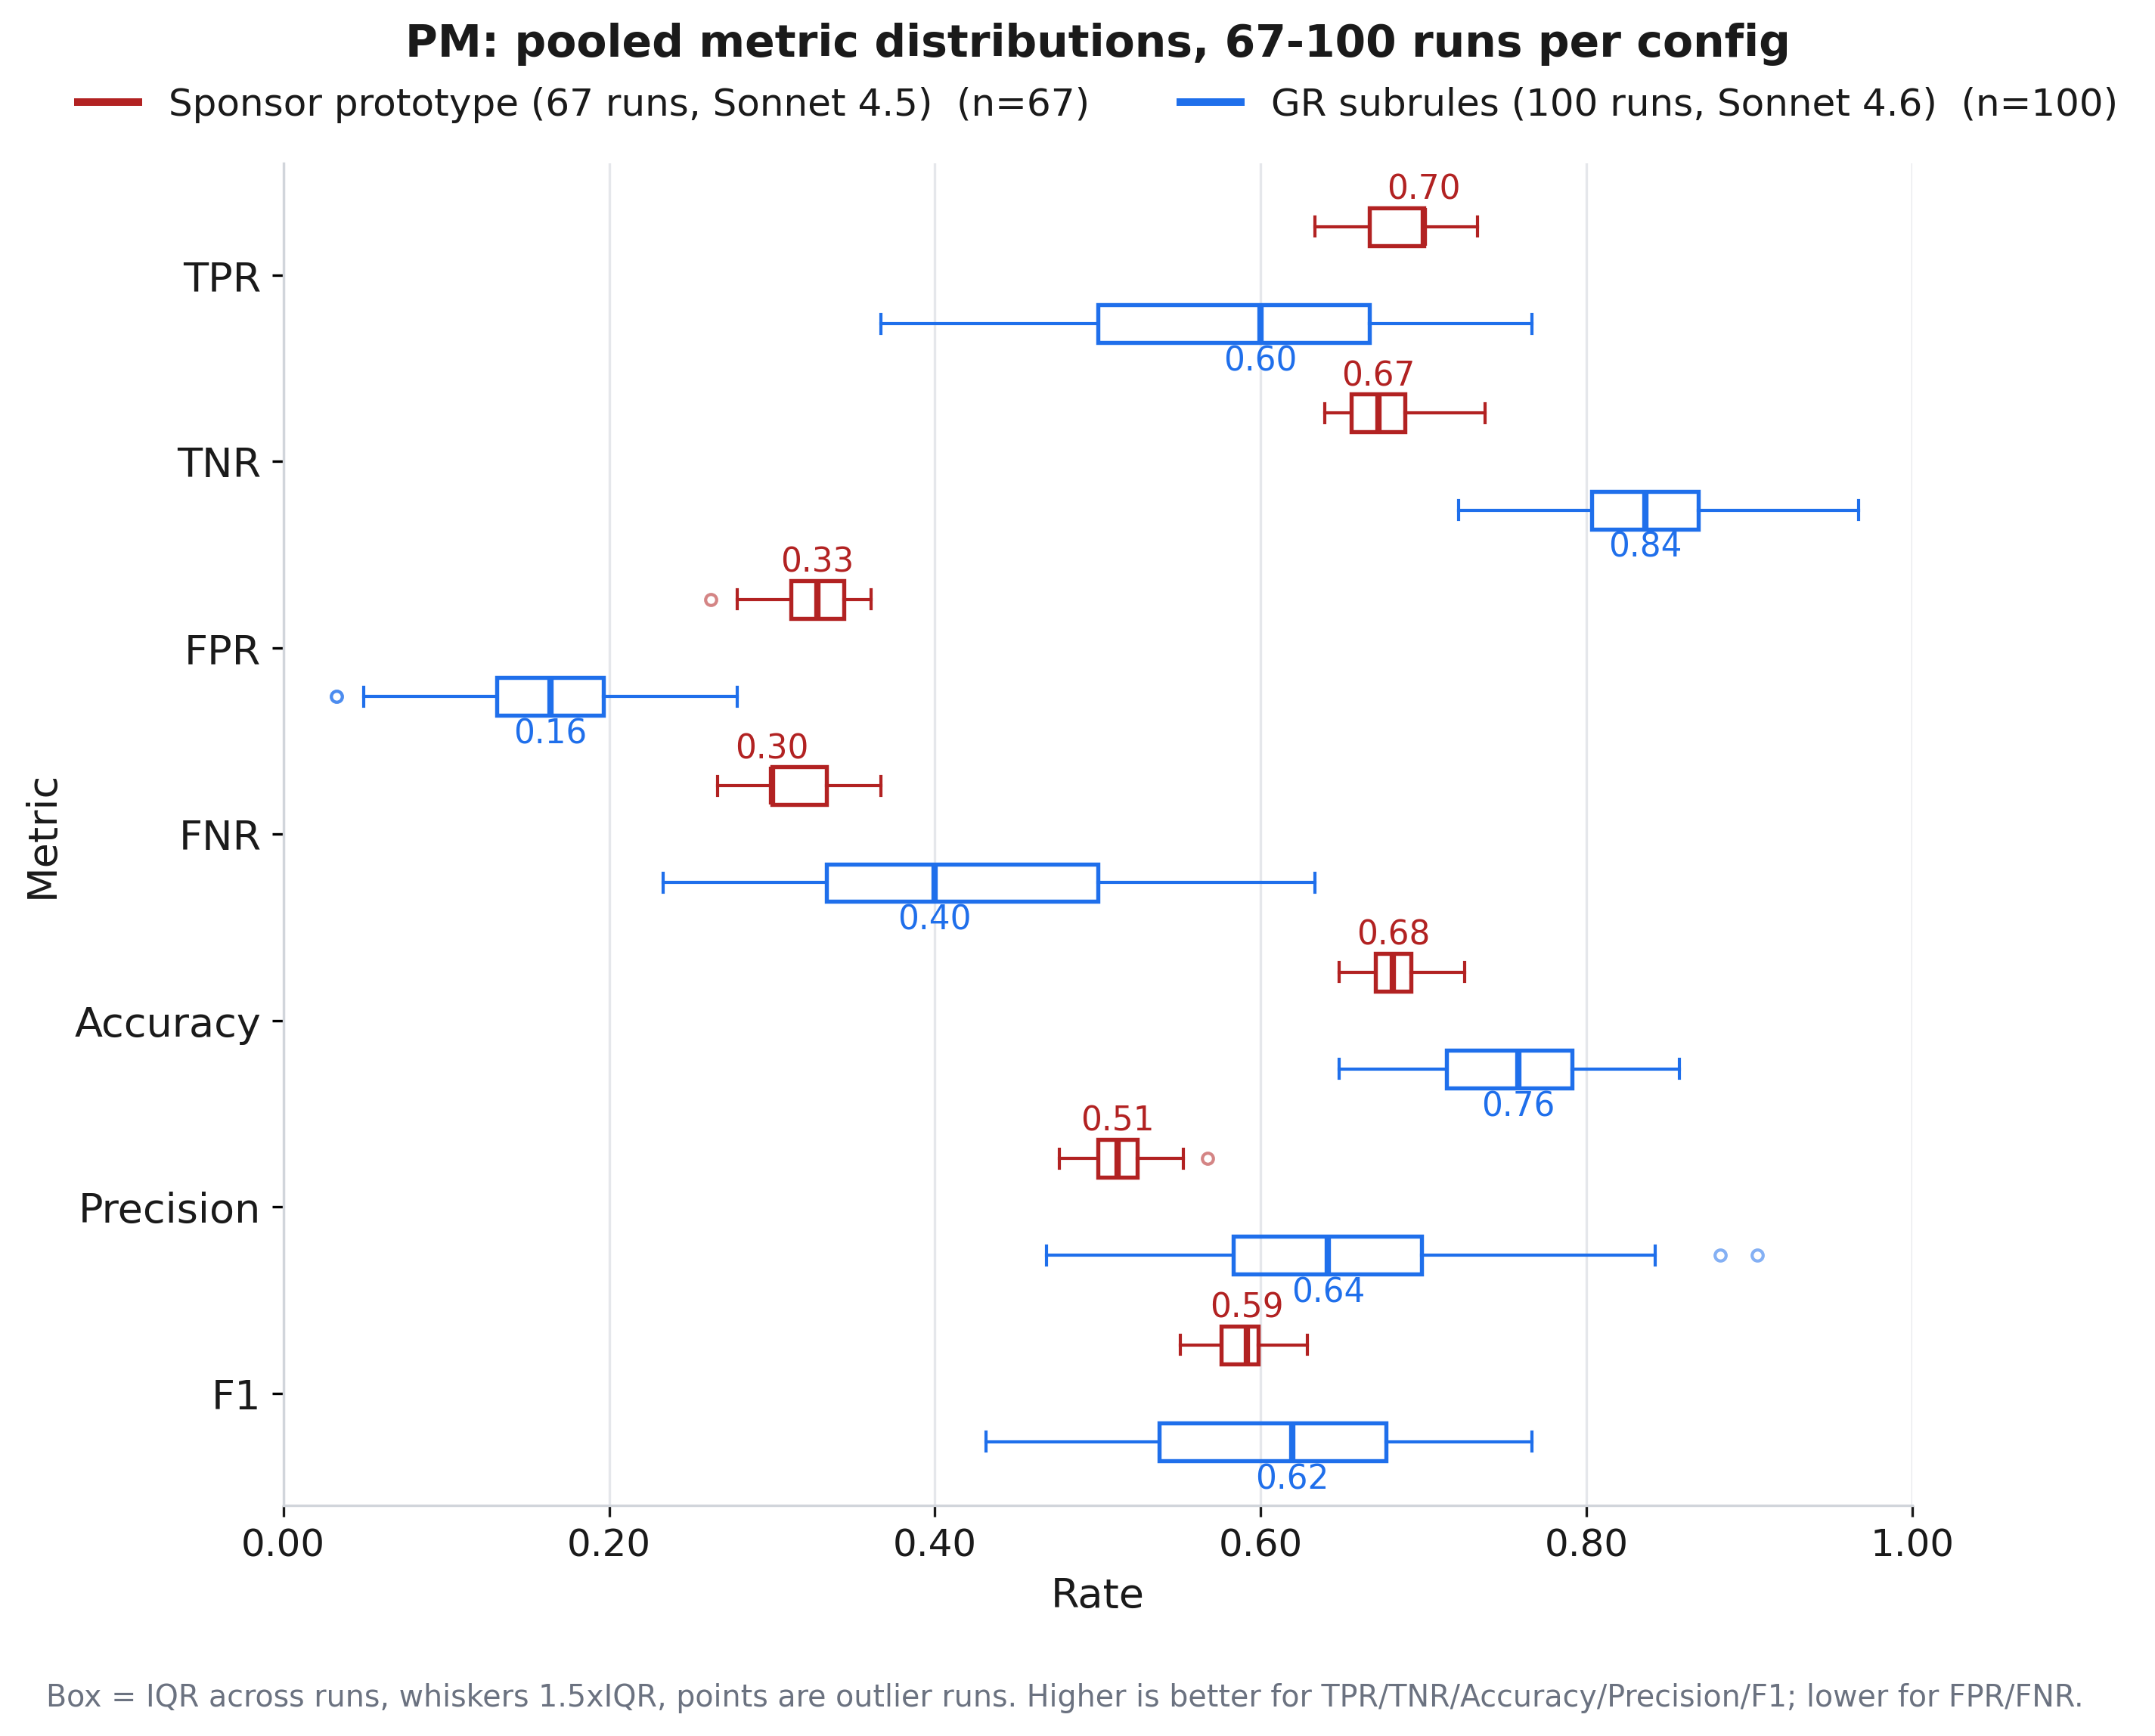 PM: pooled metric distributions, 67-100 runs per config
Sponsor prototype (67 runs, Sonnet 4.5)  (n=67)
GR subrules (100 runs, Sonnet 4.6)  (n=100)
0.70
TPR
0.60
0.67
TNR
0.84
0.33
FPR
0.16
0.30
FNR
0.40
0.68
Accuracy
0.76
0.51
Precision
0.64
0.59
F1
0.62
Metric
0.00 0.20 0.40 0.60 0.80 1.00
Rate
Box = IQR across runs, whiskers 1.5xIQR, points are outlier runs. Higher is better for TPR/TNR/Accuracy/Precision/F1; lower for FPR/FNR.